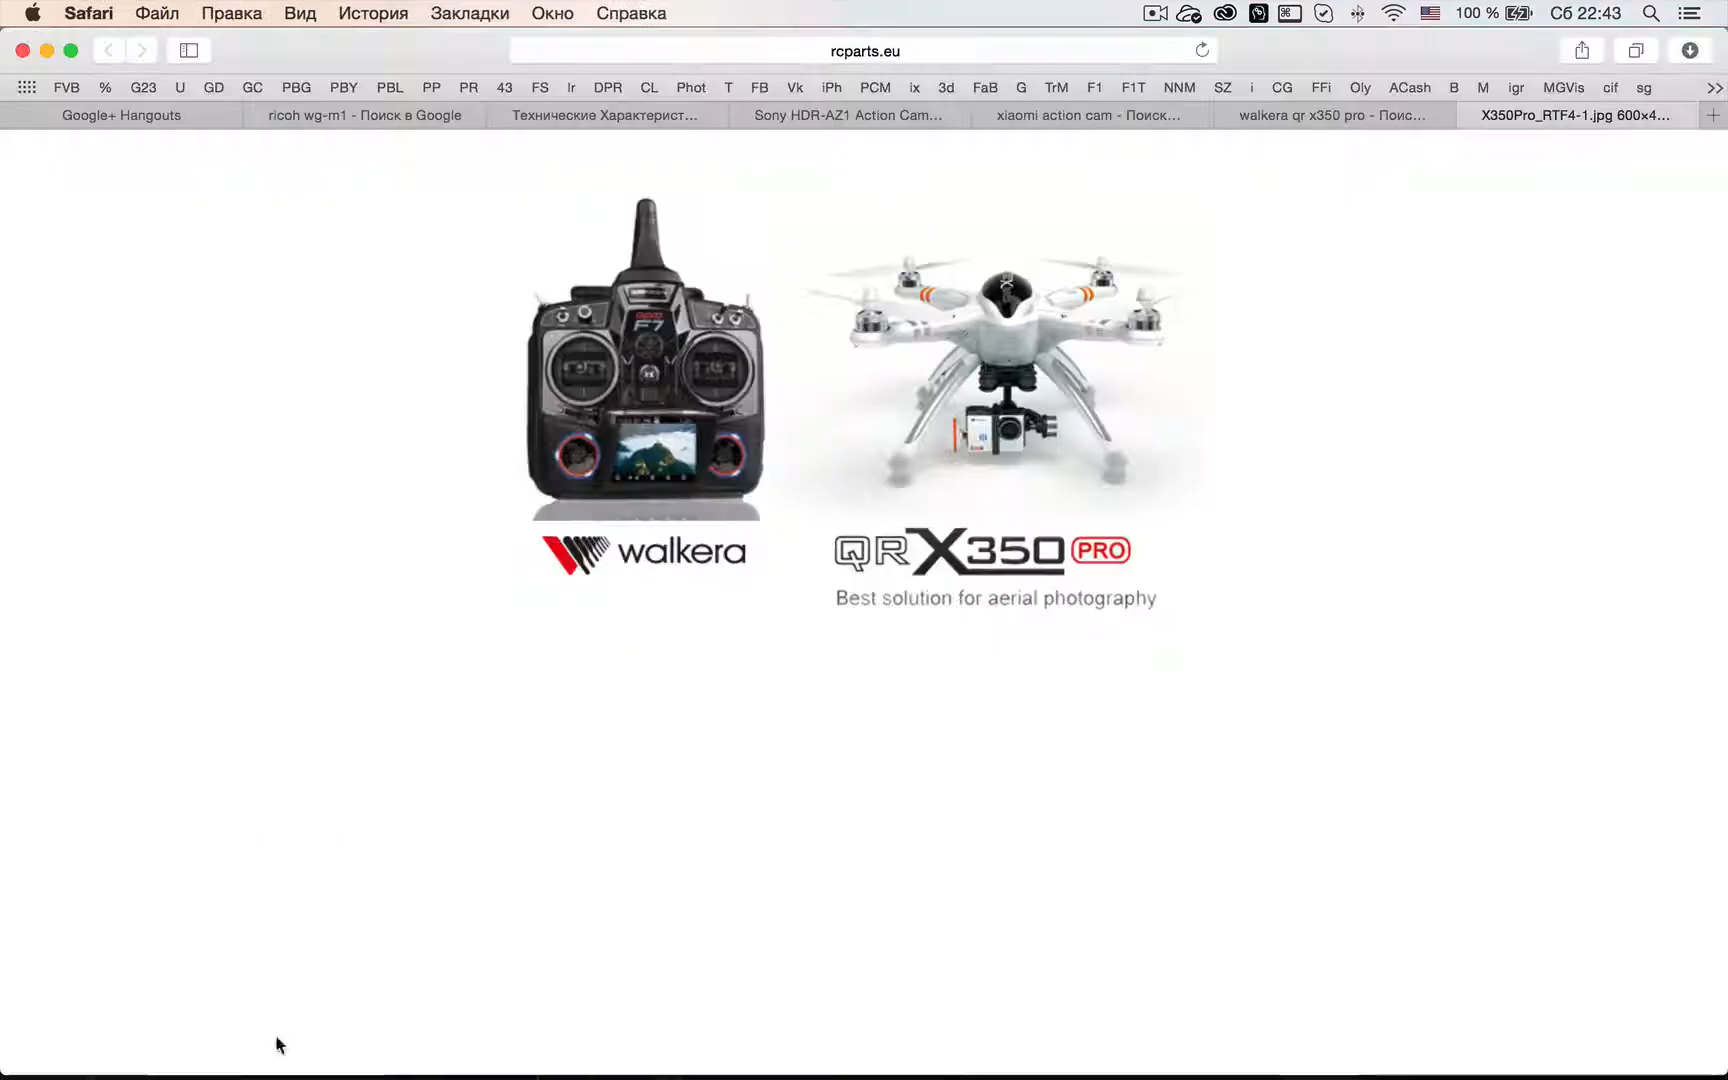 Safari Файл Правка Вид История Закладки Окно Справка 100 % Сб 22:43
rcparts.eu
FVB % G23 U GD GC PBG PBY PBL PP PR 43 FS Ir DPR CL Phot T FB Vk iPh PCM ix 3d FaB G TrM F1 F1T NNM SZ i CG FFi Oly ACash B M igr MGVis cif sg >>
Google+ Hangouts ricoh wg-m1 - Поиск в Google Технические Характерист... Sony HDR-AZ1 Action Cam... xiaomi action cam - Поиск... walkera qr x350 pro - Поис... X350Pro_RTF4-1.jpg 600×4...
F7
walkera QR X350 PRO
Best solution for aerial photography